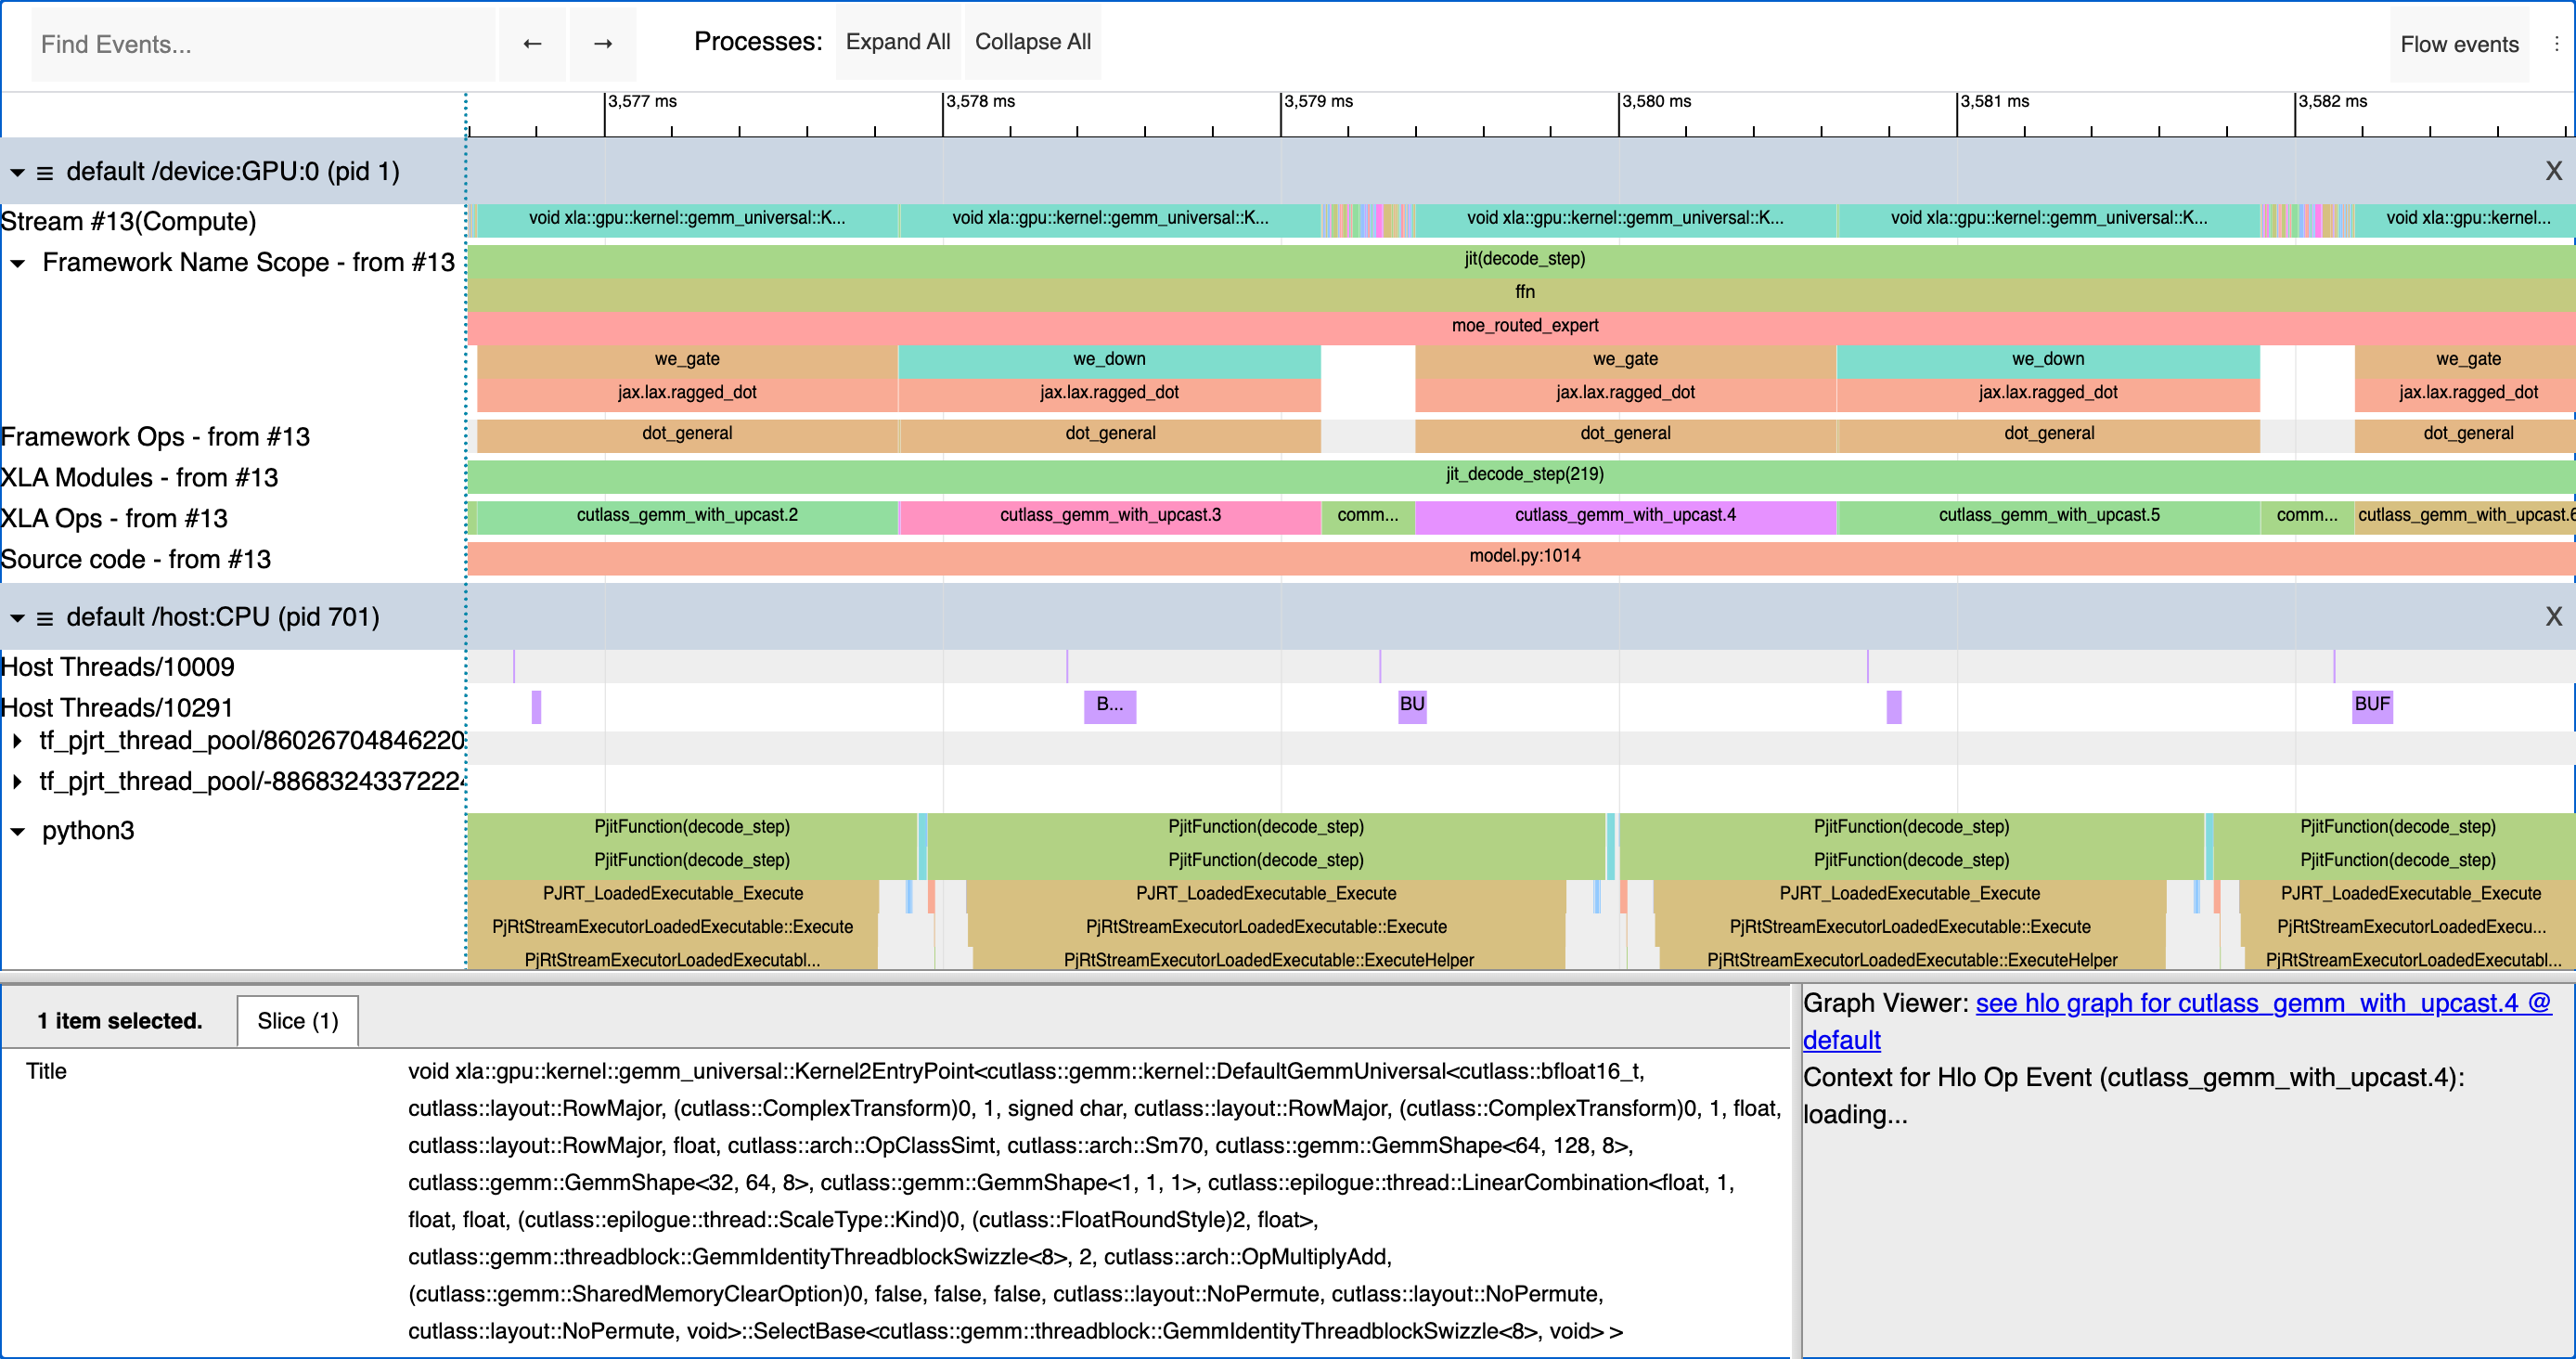 Find Events... ← → Processes: Expand All Collapse All Flow events
3,577 ms 3,578 ms 3,579 ms 3,580 ms 3,581 ms 3,582 ms
default /device:GPU:0 (pid 1) X
Stream #13(Compute) void xla::gpu::kernel::gemm_universal::K... void xla::gpu::kernel::gemm_universal::K... void xla::gpu::kernel::gemm_universal::K... void xla::gpu::kernel::gemm_universal::K... void xla::gpu::kernel...
Framework Name Scope - from #13 jit(decode_step)
ffn
moe_routed_expert
we_gate we_down we_gate we_down we_gate
jax.lax.ragged_dot jax.lax.ragged_dot jax.lax.ragged_dot jax.lax.ragged_dot jax.lax.ragged_dot
Framework Ops - from #13 dot_general dot_general dot_general dot_general dot_general
XLA Modules - from #13 jit_decode_step(219)
XLA Ops - from #13 cutlass_gemm_with_upcast.2 cutlass_gemm_with_upcast.3 comm... cutlass_gemm_with_upcast.4 cutlass_gemm_with_upcast.5 comm... cutlass_gemm_with_upcast.6
Source code - from #13 model.py:1014
default /host:CPU (pid 701) X
Host Threads/10009
Host Threads/10291 B... BU BUF
tf_pjrt_thread_pool/86026704846220
tf_pjrt_thread_pool/-8868324337222
python3 PjitFunction(decode_step) PjitFunction(decode_step) PjitFunction(decode_step) PjitFunction(decode_step)
PjitFunction(decode_step) PjitFunction(decode_step) PjitFunction(decode_step) PjitFunction(decode_step)
PJRT_LoadedExecutable_Execute PJRT_LoadedExecutable_Execute PJRT_LoadedExecutable_Execute PJRT_LoadedExecutable_Execute
PjRtStreamExecutorLoadedExecutable::Execute PjRtStreamExecutorLoadedExecutable::Execute PjRtStreamExecutorLoadedExecutable::Execute PjRtStreamExecutorLoadedExecu...
PjRtStreamExecutorLoadedExecutabl... PjRtStreamExecutorLoadedExecutable::ExecuteHelper PjRtStreamExecutorLoadedExecutable::ExecuteHelper PjRtStreamExecutorLoadedExecutabl...
1 item selected. Slice (1)
Title
void xla::gpu::kernel::gemm_universal::Kernel2EntryPoint<cutlass::gemm::kernel::DefaultGemmUniversal<cutlass::bfloat16_t,
cutlass::layout::RowMajor, (cutlass::ComplexTransform)0, 1, signed char, cutlass::layout::RowMajor, (cutlass::ComplexTransform)0, 1, float,
cutlass::layout::RowMajor, float, cutlass::arch::OpClassSimt, cutlass::arch::Sm70, cutlass::gemm::GemmShape<64, 128, 8>,
cutlass::gemm::GemmShape<32, 64, 8>, cutlass::gemm::GemmShape<1, 1, 1>, cutlass::epilogue::thread::LinearCombination<float, 1,
float, float, (cutlass::epilogue::thread::ScaleType::Kind)0, (cutlass::FloatRoundStyle)2, float>,
cutlass::gemm::threadblock::GemmIdentityThreadblockSwizzle<8>, 2, cutlass::arch::OpMultiplyAdd,
(cutlass::gemm::SharedMemoryClearOption)0, false, false, false, cutlass::layout::NoPermute, cutlass::layout::NoPermute,
cutlass::layout::NoPermute, void>::SelectBase<cutlass::gemm::threadblock::GemmIdentityThreadblockSwizzle<8>, void> >
Graph Viewer: see hlo graph for cutlass_gemm_with_upcast.4 @
default
Context for Hlo Op Event (cutlass_gemm_with_upcast.4):
loading...